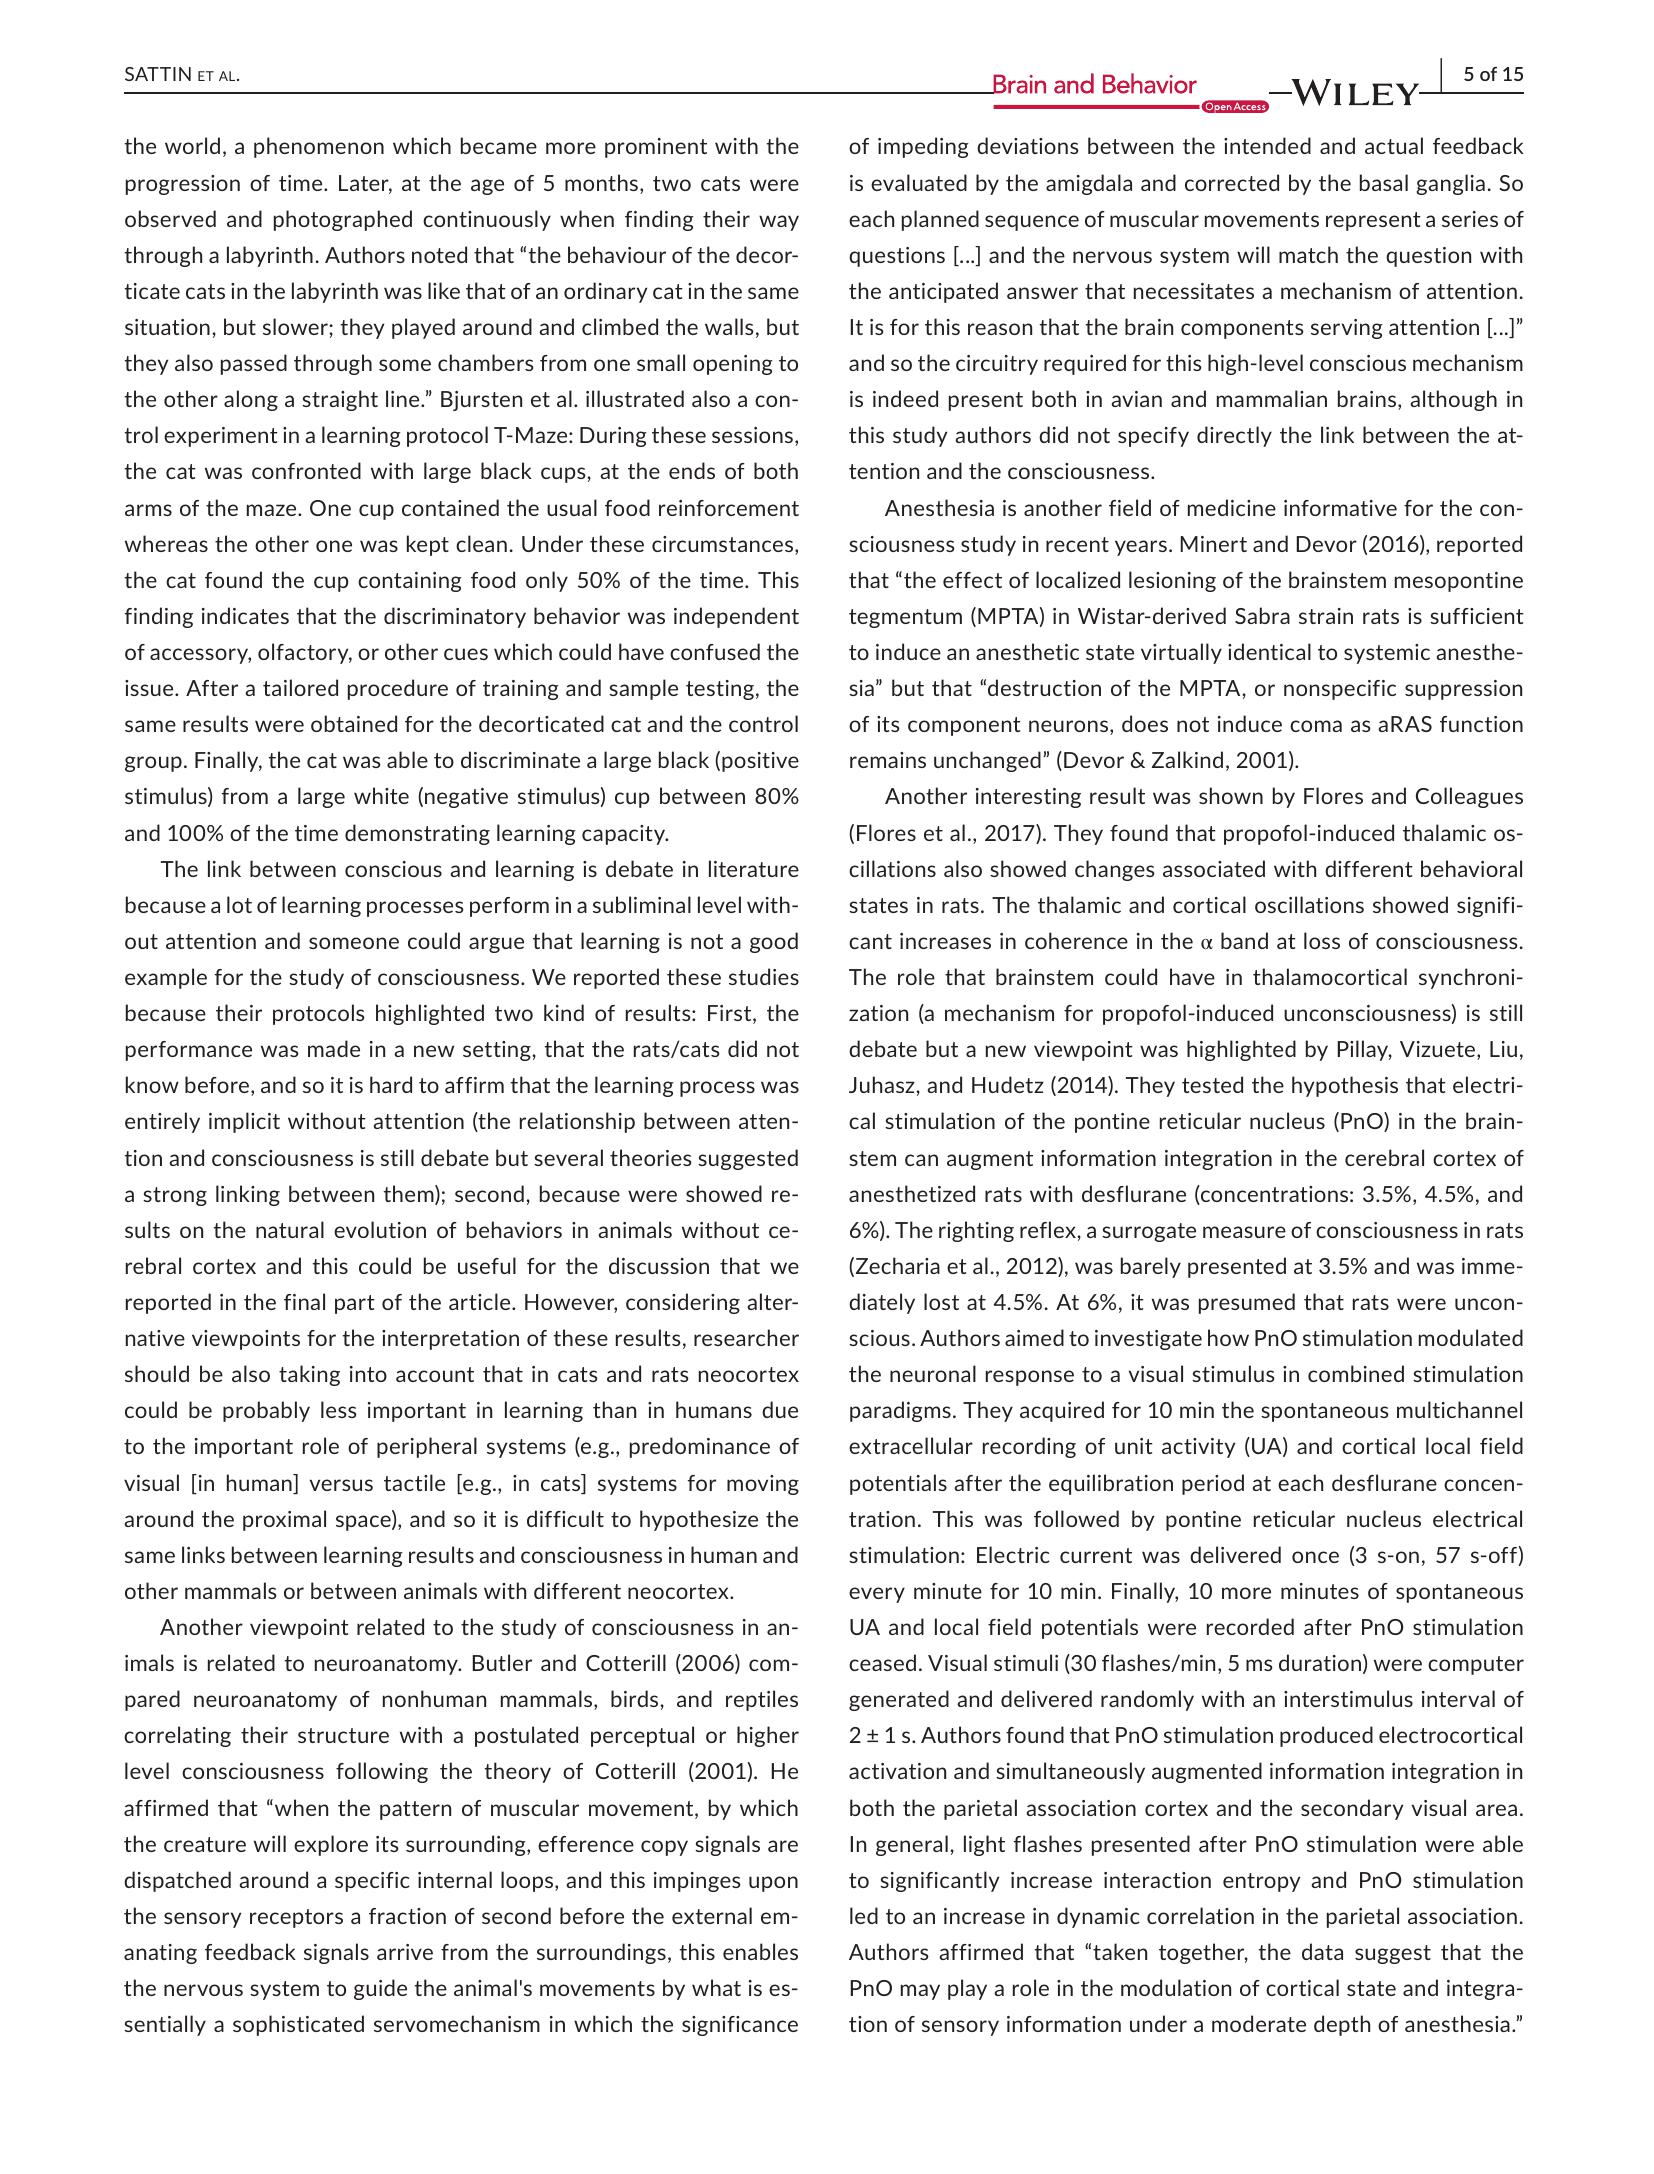 SATTIN ET AL.
Brain and Behavior
Open Access
WILEY
5 of 15
the world, a phenomenon which became more prominent with the
progression of time. Later, at the age of 5 months, two cats were
observed and photographed continuously when finding their way
through a labyrinth. Authors noted that “the behaviour of the decor-
ticate cats in the labyrinth was like that of an ordinary cat in the same
situation, but slower; they played around and climbed the walls, but
they also passed through some chambers from one small opening to
the other along a straight line.” Bjursten et al. illustrated also a con-
trol experiment in a learning protocol T-Maze: During these sessions,
the cat was confronted with large black cups, at the ends of both
arms of the maze. One cup contained the usual food reinforcement
whereas the other one was kept clean. Under these circumstances,
the cat found the cup containing food only 50% of the time. This
finding indicates that the discriminatory behavior was independent
of accessory, olfactory, or other cues which could have confused the
issue. After a tailored procedure of training and sample testing, the
same results were obtained for the decorticated cat and the control
group. Finally, the cat was able to discriminate a large black (positive
stimulus) from a large white (negative stimulus) cup between 80%
and 100% of the time demonstrating learning capacity.
The link between conscious and learning is debate in literature
because a lot of learning processes perform in a subliminal level with-
out attention and someone could argue that learning is not a good
example for the study of consciousness. We reported these studies
because their protocols highlighted two kind of results: First, the
performance was made in a new setting, that the rats/cats did not
know before, and so it is hard to affirm that the learning process was
entirely implicit without attention (the relationship between atten-
tion and consciousness is still debate but several theories suggested
a strong linking between them); second, because were showed re-
sults on the natural evolution of behaviors in animals without ce-
rebral cortex and this could be useful for the discussion that we
reported in the final part of the article. However, considering alter-
native viewpoints for the interpretation of these results, researcher
should be also taking into account that in cats and rats neocortex
could be probably less important in learning than in humans due
to the important role of peripheral systems (e.g., predominance of
visual [in human] versus tactile [e.g., in cats] systems for moving
around the proximal space), and so it is difficult to hypothesize the
same links between learning results and consciousness in human and
other mammals or between animals with different neocortex.
Another viewpoint related to the study of consciousness in an-
imals is related to neuroanatomy. Butler and Cotterill (2006) com-
pared neuroanatomy of nonhuman mammals, birds, and reptiles
correlating their structure with a postulated perceptual or higher
level consciousness following the theory of Cotterill (2001). He
affirmed that “when the pattern of muscular movement, by which
the creature will explore its surrounding, efference copy signals are
dispatched around a specific internal loops, and this impinges upon
the sensory receptors a fraction of second before the external em-
anating feedback signals arrive from the surroundings, this enables
the nervous system to guide the animal's movements by what is es-
sentially a sophisticated servomechanism in which the significance
of impeding deviations between the intended and actual feedback
is evaluated by the amigdala and corrected by the basal ganglia. So
each planned sequence of muscular movements represent a series of
questions [...] and the nervous system will match the question with
the anticipated answer that necessitates a mechanism of attention.
It is for this reason that the brain components serving attention [...]”
and so the circuitry required for this high-level conscious mechanism
is indeed present both in avian and mammalian brains, although in
this study authors did not specify directly the link between the at-
tention and the consciousness.
Anesthesia is another field of medicine informative for the con-
sciousness study in recent years. Minert and Devor (2016), reported
that “the effect of localized lesioning of the brainstem mesopontine
tegmentum (MPTA) in Wistar-derived Sabra strain rats is sufficient
to induce an anesthetic state virtually identical to systemic anesthe-
sia” but that “destruction of the MPTA, or nonspecific suppression
of its component neurons, does not induce coma as aRAS function
remains unchanged” (Devor & Zalkind, 2001).
Another interesting result was shown by Flores and Colleagues
(Flores et al., 2017). They found that propofol-induced thalamic os-
cillations also showed changes associated with different behavioral
states in rats. The thalamic and cortical oscillations showed signifi-
cant increases in coherence in the α band at loss of consciousness.
The role that brainstem could have in thalamocortical synchroni-
zation (a mechanism for propofol-induced unconsciousness) is still
debate but a new viewpoint was highlighted by Pillay, Vizuete, Liu,
Juhasz, and Hudetz (2014). They tested the hypothesis that electri-
cal stimulation of the pontine reticular nucleus (PnO) in the brain-
stem can augment information integration in the cerebral cortex of
anesthetized rats with desflurane (concentrations: 3.5%, 4.5%, and
6%). The righting reflex, a surrogate measure of consciousness in rats
(Zecharia et al., 2012), was barely presented at 3.5% and was imme-
diately lost at 4.5%. At 6%, it was presumed that rats were uncon-
scious. Authors aimed to investigate how PnO stimulation modulated
the neuronal response to a visual stimulus in combined stimulation
paradigms. They acquired for 10 min the spontaneous multichannel
extracellular recording of unit activity (UA) and cortical local field
potentials after the equilibration period at each desflurane concen-
tration. This was followed by pontine reticular nucleus electrical
stimulation: Electric current was delivered once (3 s-on, 57 s-off)
every minute for 10 min. Finally, 10 more minutes of spontaneous
UA and local field potentials were recorded after PnO stimulation
ceased. Visual stimuli (30 flashes/min, 5 ms duration) were computer
generated and delivered randomly with an interstimulus interval of
2 ± 1 s. Authors found that PnO stimulation produced electrocortical
activation and simultaneously augmented information integration in
both the parietal association cortex and the secondary visual area.
In general, light flashes presented after PnO stimulation were able
to significantly increase interaction entropy and PnO stimulation
led to an increase in dynamic correlation in the parietal association.
Authors affirmed that “taken together, the data suggest that the
PnO may play a role in the modulation of cortical state and integra-
tion of sensory information under a moderate depth of anesthesia.”